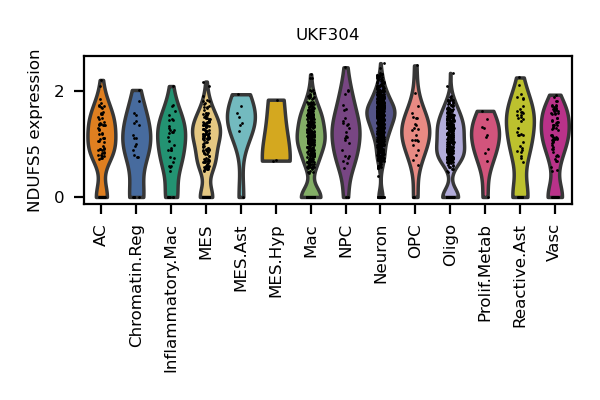 UKF304
NDUFS5 expression
2
0
AC
Chromatin.Reg
Inflammatory.Mac
MES
MES.Ast
MES.Hyp
Mac
NPC
Neuron
OPC
Oligo
Prolif.Metab
Reactive.Ast
Vasc